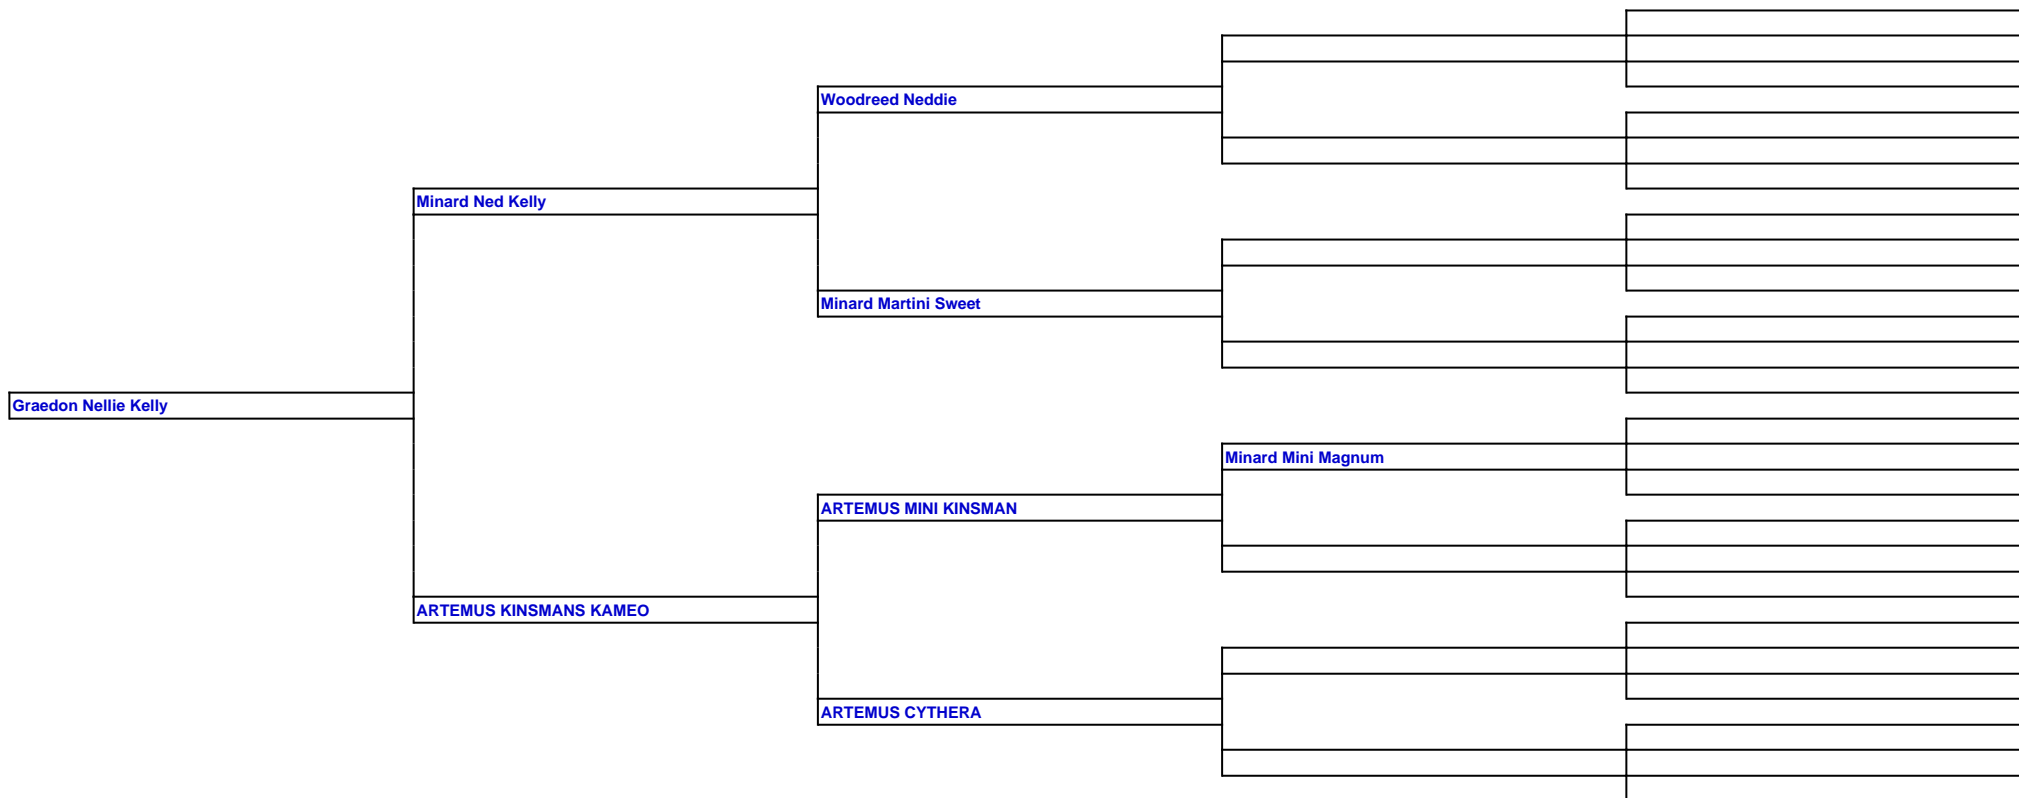 Woodreed Neddie
Minard Ned Kelly
Minard Martini Sweet
Graedon Nellie Kelly
Minard Mini Magnum
ARTEMUS MINI KINSMAN
ARTEMUS KINSMANS KAMEO
ARTEMUS CYTHERA